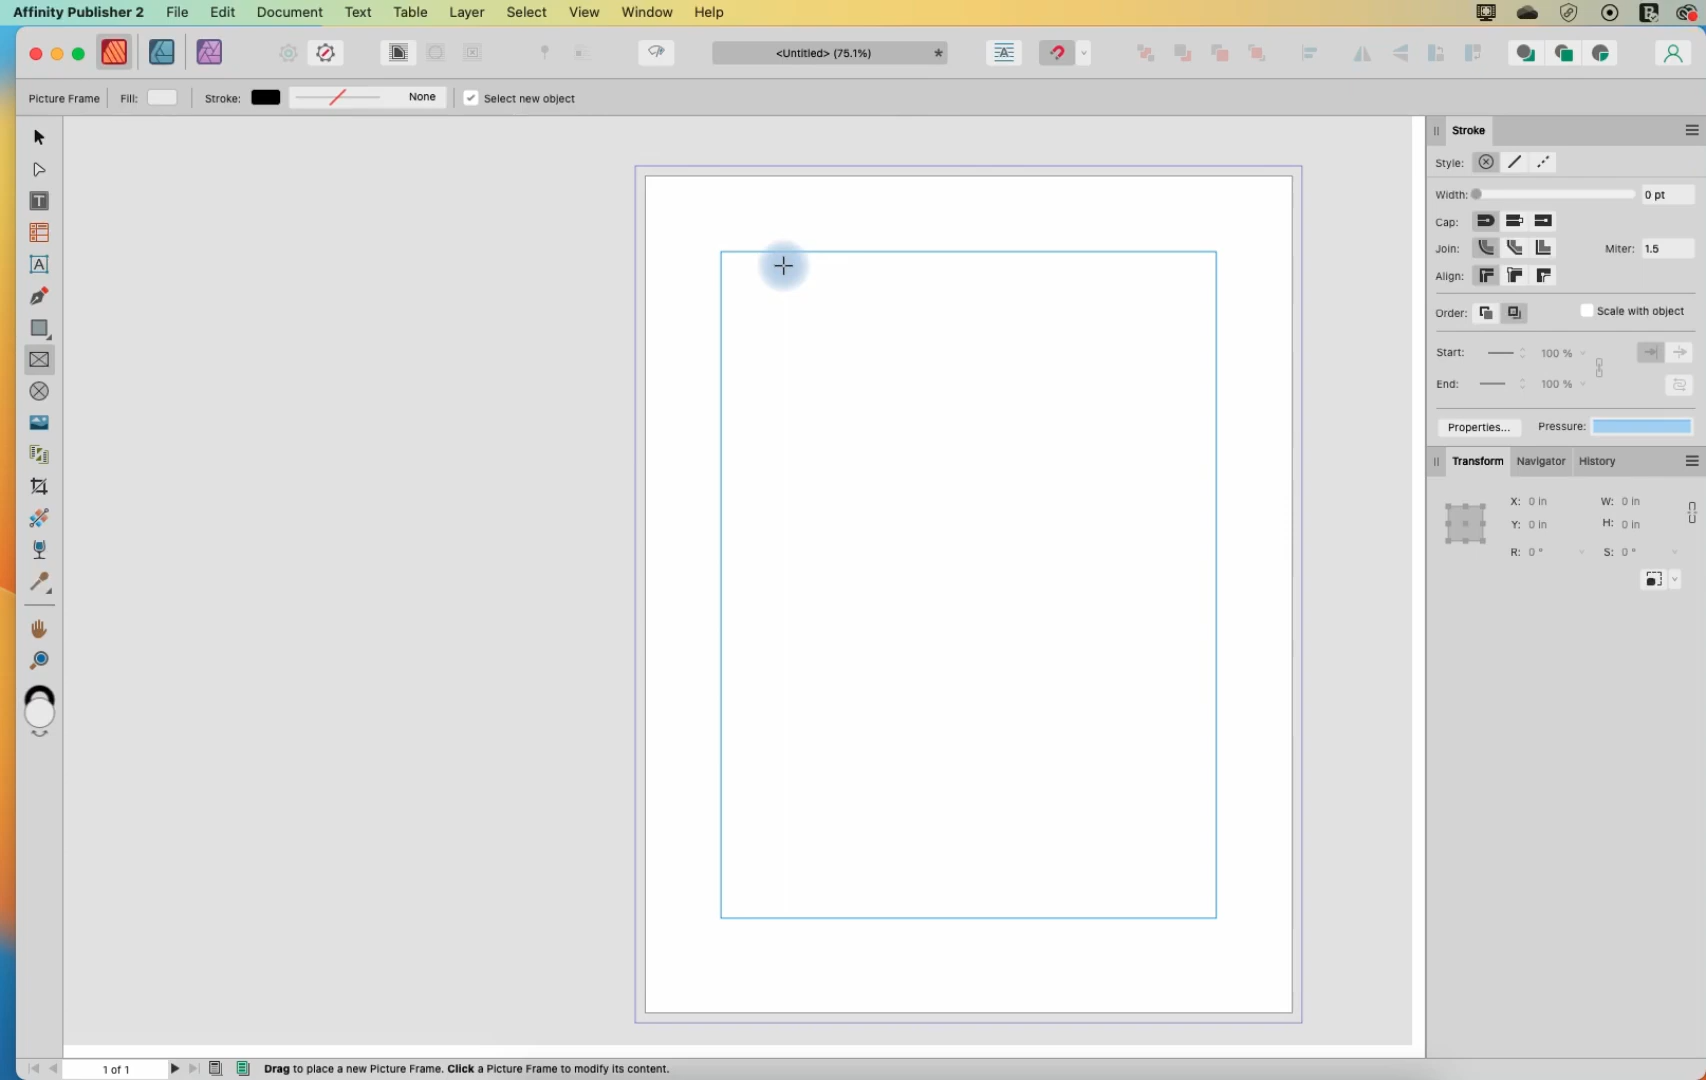 Affinity Publisher 2 File Edit Document Text Table Layer Select View Window Help
<Untitled> (75.1%) *
Picture Frame Fill: Stroke: None Select new object
Stroke
Style:
Width: 0 pt
Cap:
Join: Miter: 1.5
Align:
Order: Scale with object
Start: 100 %
End: 100 %
Properties... Pressure:
Transform Navigator History
X: 0 in W: 0 in
Y: 0 in H: 0 in
R: 0 ° S: 0 °
1 of 1 Drag to place a new Picture Frame. Click a Picture Frame to modify its content.